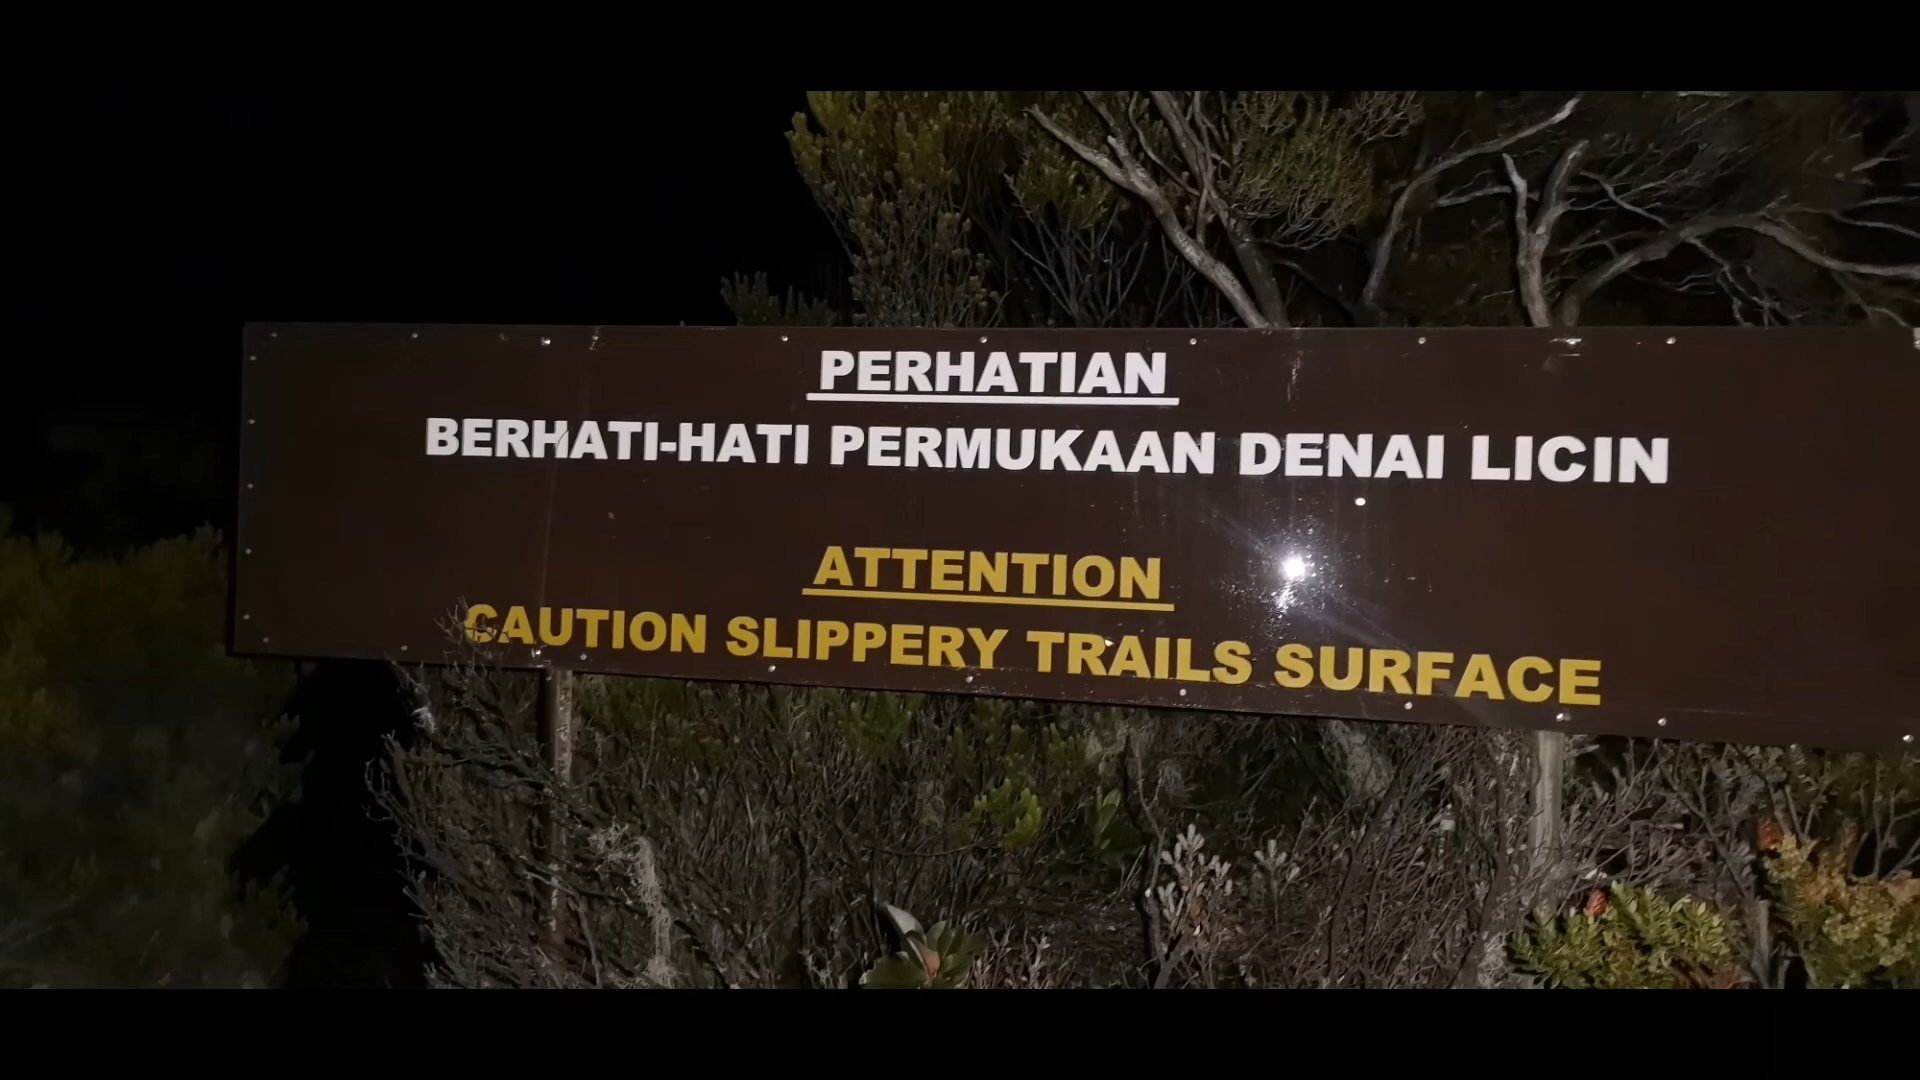 PERHATIAN
BERHATI-HATI PERMUKAAN DENAI LICIN
ATTENTION
CAUTION SLIPPERY TRAILS SURFACE